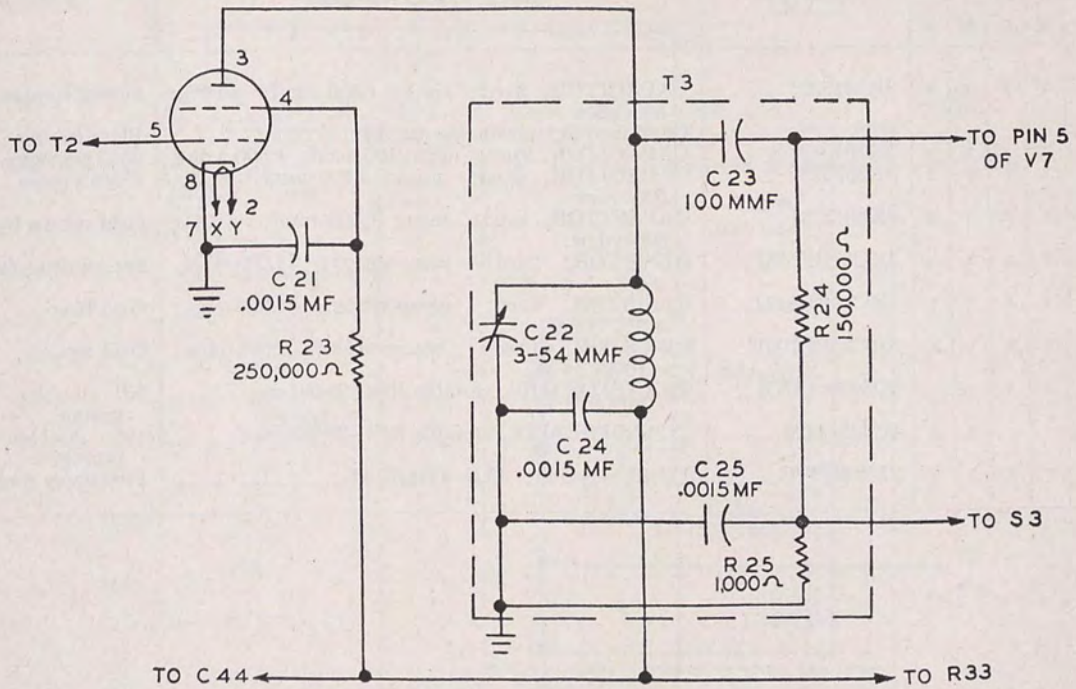 3
T 3
4
5
TO T2
TO PIN 5
OF V7
C 23
100 MMF
8
2
7 X Y
C 21
.0015 MF
R 24
150,000 Ω
C 22
3-54 MMF
R 23
250,000 Ω
C 24
.0015 MF
C 25
.0015 MF
TO S3
R 25
1,000 Ω
TO C44
TO R33